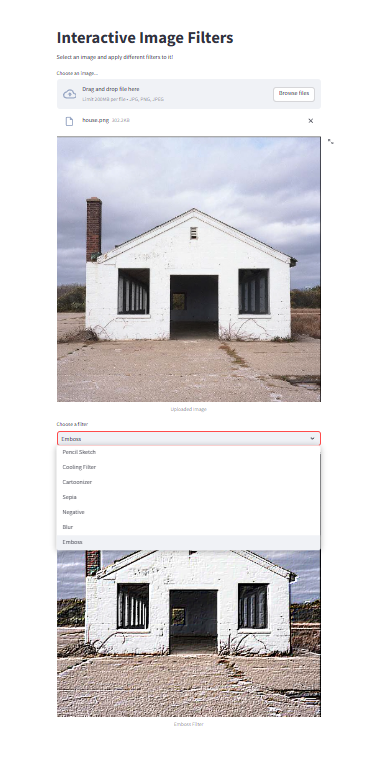 Interactive Image Filters
Select an image and apply different filters to it!
Choose an image...
Drag and drop file here
Limit 200MB per file • JPG, PNG, JPEG
Browse files
house.png 302.2KB
Uploaded Image
Choose a filter
Emboss
Pencil Sketch
Cooling Filter
Cartoonizer
Sepia
Negative
Blur
Emboss
Emboss Filter